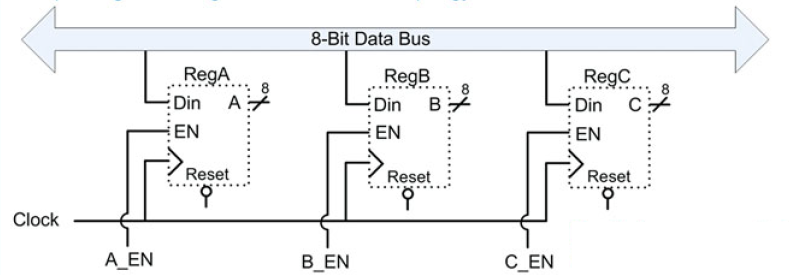 8-Bit Data Bus
RegA RegB RegC
Din A 8 Din B 8 Din C 8
EN EN EN
Reset Reset Reset
Clock
A_EN B_EN C_EN